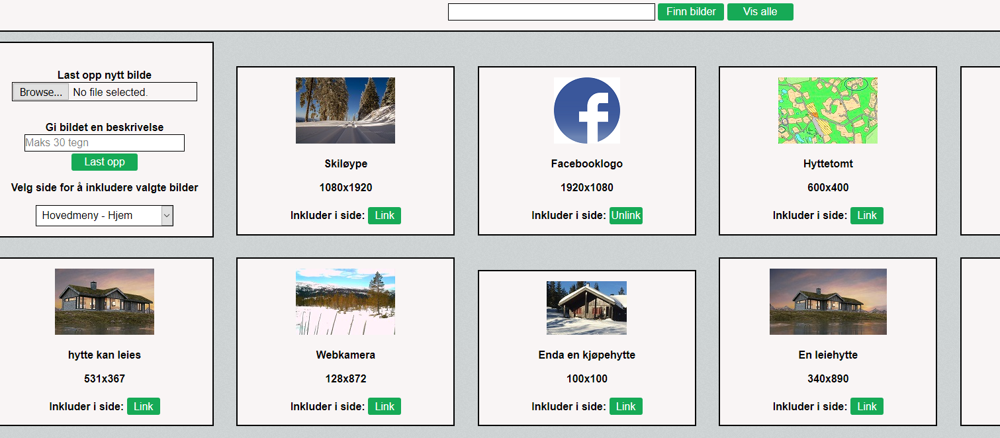 Finn bilder
Vis alle
Last opp nytt bilde
Browse... No file selected.
Gi bildet en beskrivelse
Maks 30 tegn
Last opp
Velg side for å inkludere valgte bilder
Hovedmeny - Hjem
Skiløype
1080x1920
Inkluder i side: Link
Facebooklogo
1920x1080
Inkluder i side: Unlink
Hyttetomt
600x400
Inkluder i side: Link
hytte kan leies
531x367
Inkluder i side: Link
Webkamera
128x872
Inkluder i side: Link
Enda en kjøpehytte
100x100
Inkluder i side: Link
En leiehytte
340x890
Inkluder i side: Link